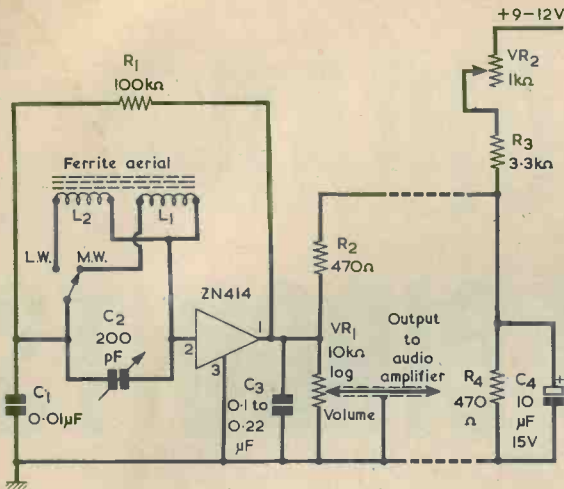 +9-12V
R1
100kΩ
VR2
1kΩ
R3
3·3kΩ
Ferrite aerial
L2
L1
L.W.
M.W.
R2
470Ω
ZN414
C2
200
pF
2
1
3
VR1
10kΩ
log
Volume
Output
to
audio
amplifier
C1
0·01µF
C3
0·1 to
0·22
µF
R4
470
Ω
+
C4
10
µF
15V